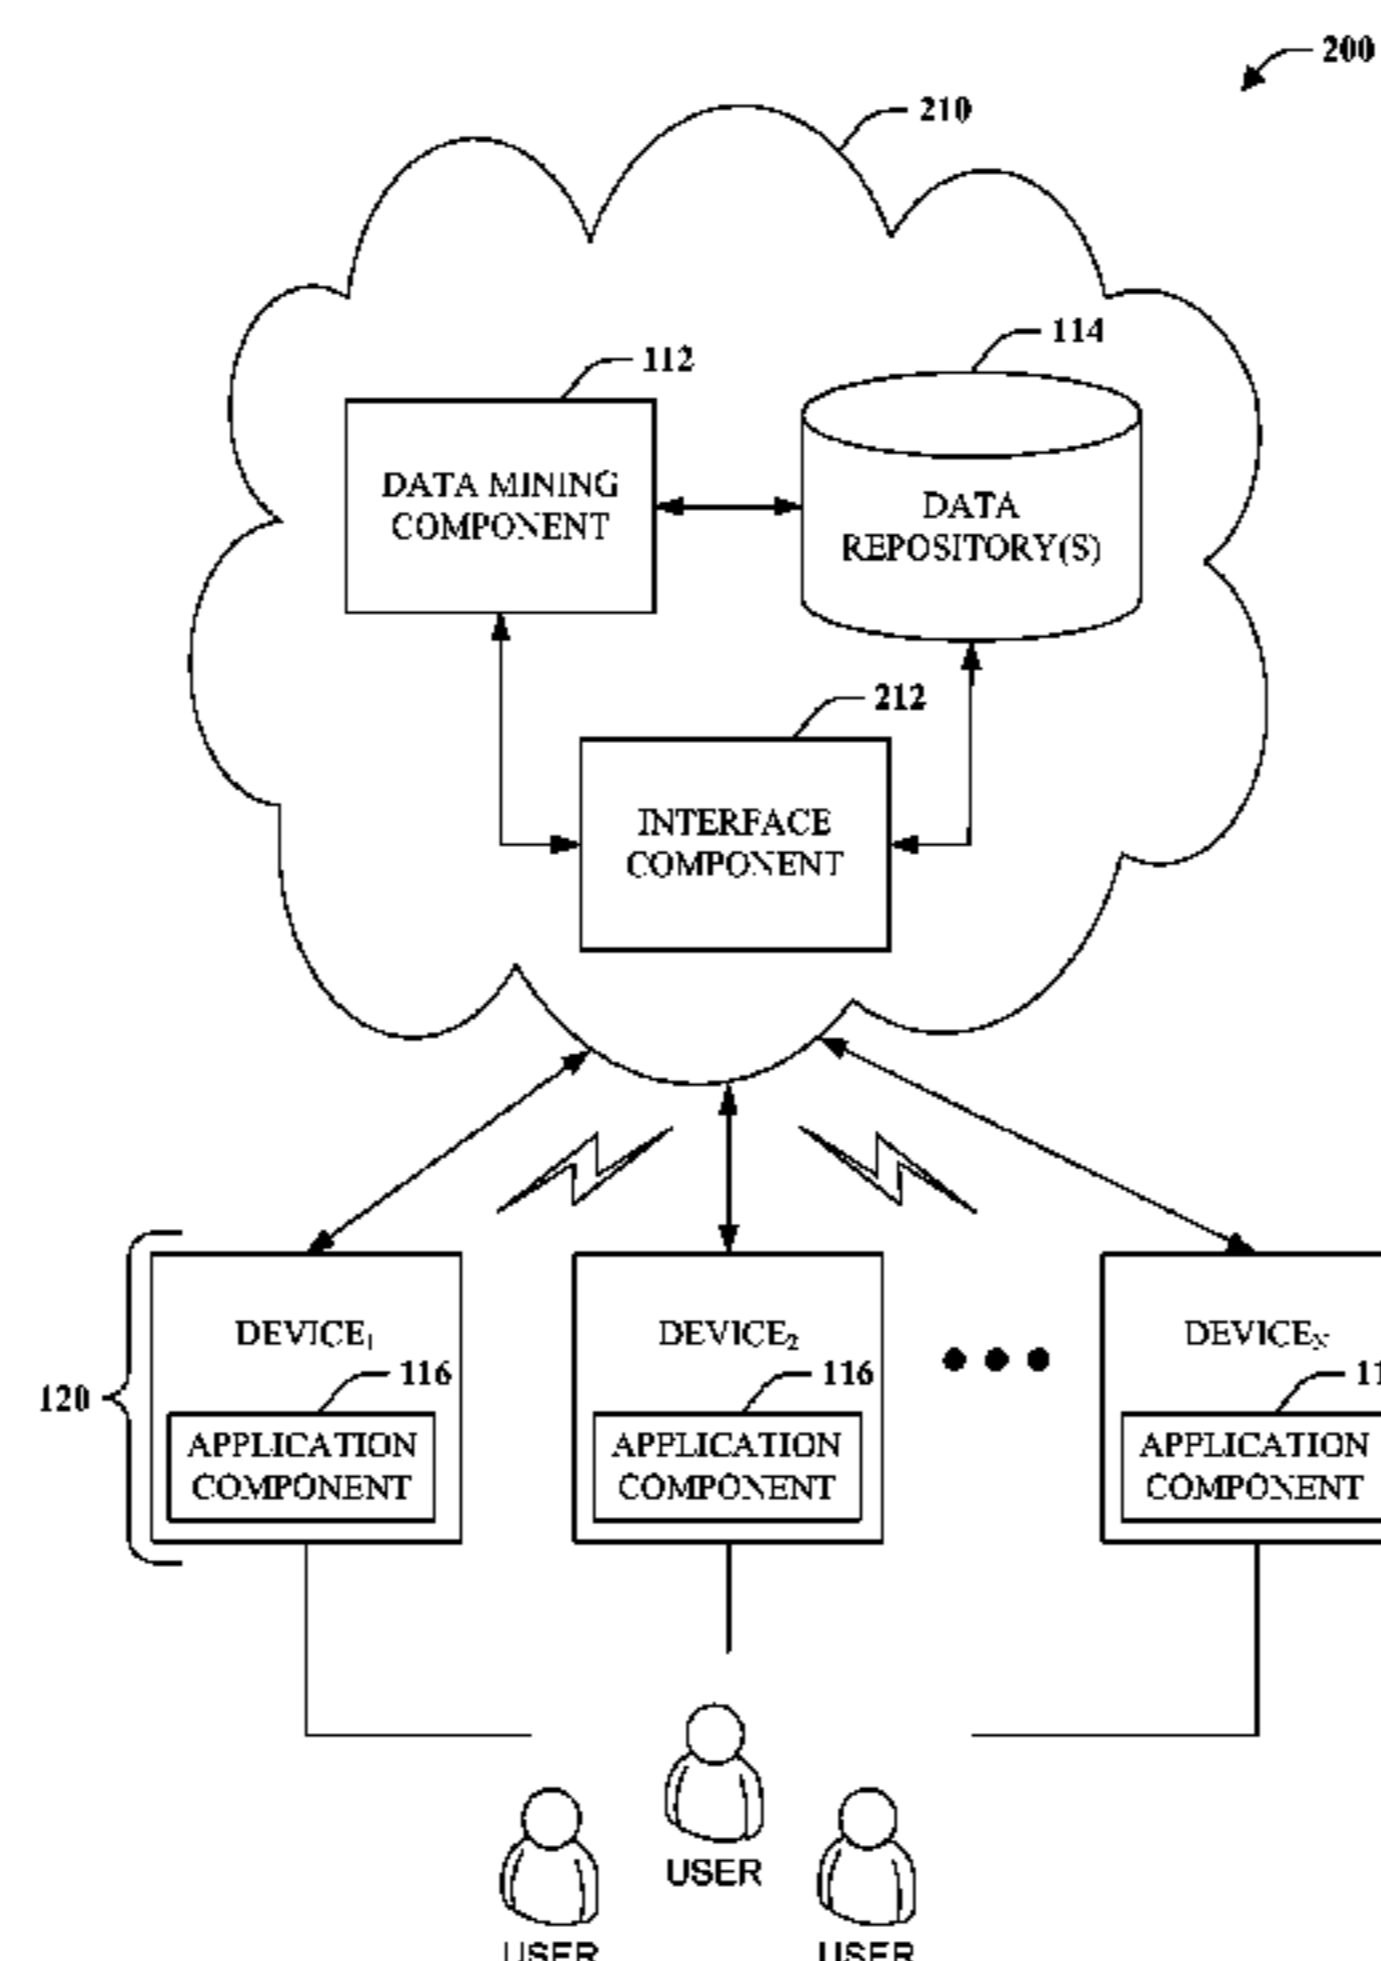 200
210
112
114
DATA MINING
COMPONENT
DATA
REPOSITORY(S)
212
INTERFACE
COMPONENT
120
DEVICE1
116
APPLICATION
COMPONENT
DEVICE2
116
APPLICATION
COMPONENT
DEVICEN
11
APPLICATION
COMPONENT
USER
USER
USER